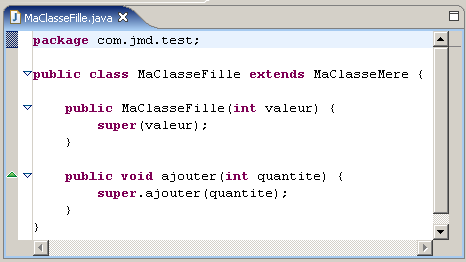 MaClasseFille.java
package com.jmd.test;
public class MaClasseFille extends MaClasseMere {
public MaClasseFille(int valeur) {
super(valeur);
}
public void ajouter(int quantite) {
super.ajouter(quantite);
}
}